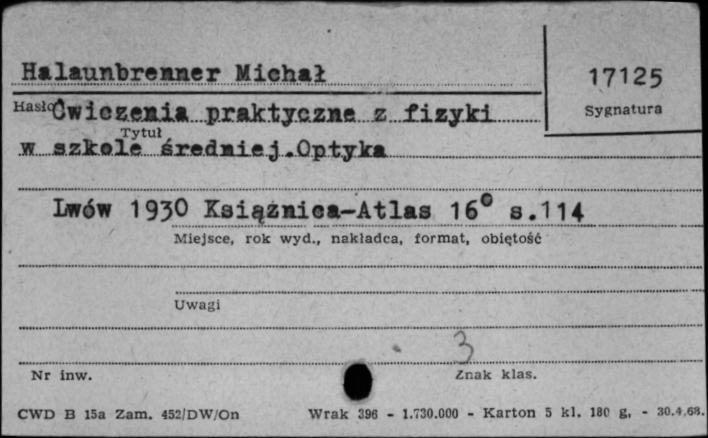 Halaunbrenner Michał
17125
Hasło
Sygnatura
Ćwiczenia praktyczne z fizyki
Tytuł
w szkole średniej.Optyka
Lwów 1930 Książnica-Atlas 16° s.114
Miejsce, rok wyd., nakładca, format, objętość
Uwagi
3
Nr inw.
Znak klas.
CWD B 15a Zam. 452/DW/On Wrak 396 - 1.730.000 - Karton 5 kl. 180 g. - 30.4.68.